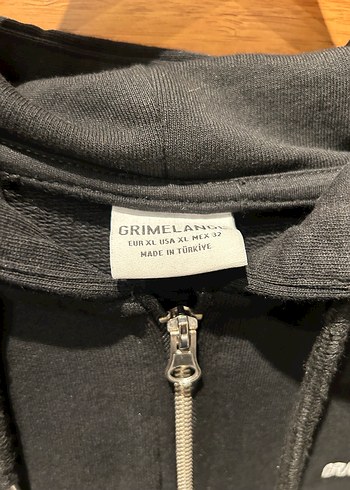 GRIMELANGE
EUR XL USA XL MEX 32
MADE IN TÜRKİYE